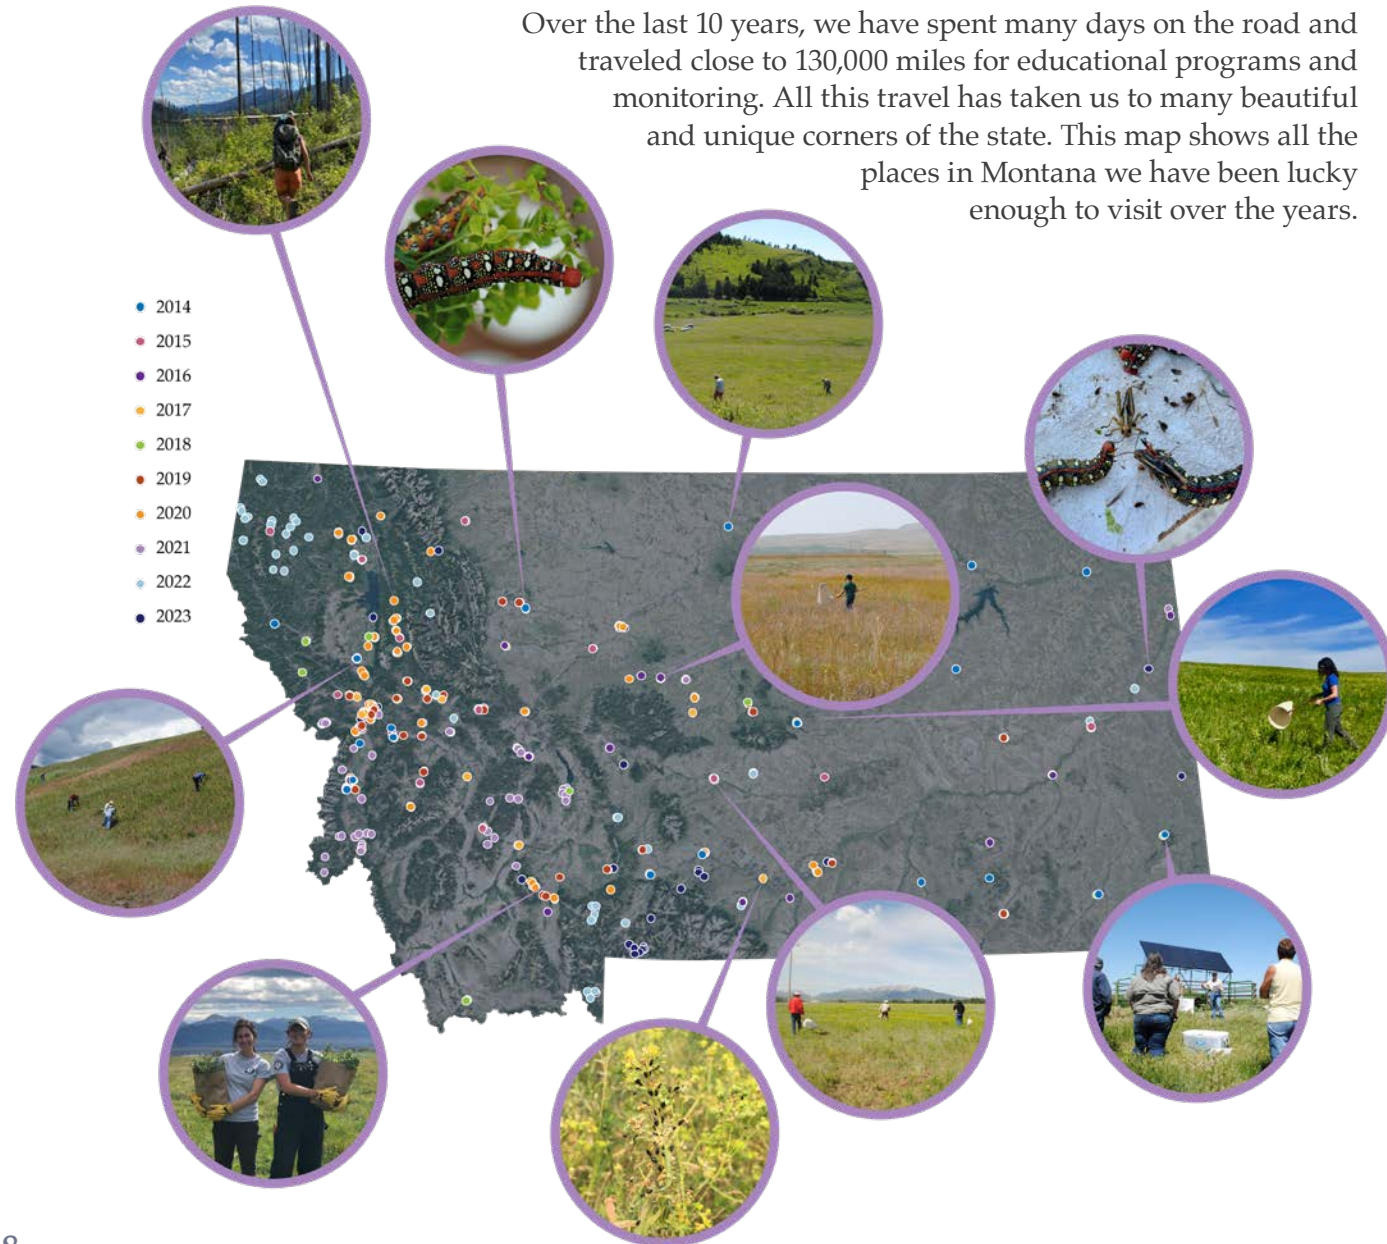 Over the last 10 years, we have spent many days on the road and
traveled close to 130,000 miles for educational programs and
monitoring. All this travel has taken us to many beautiful
and unique corners of the state. This map shows all the
places in Montana we have been lucky
enough to visit over the years.
2014
2015
2016
2017
2018
2019
2020
2021
2022
2023
8